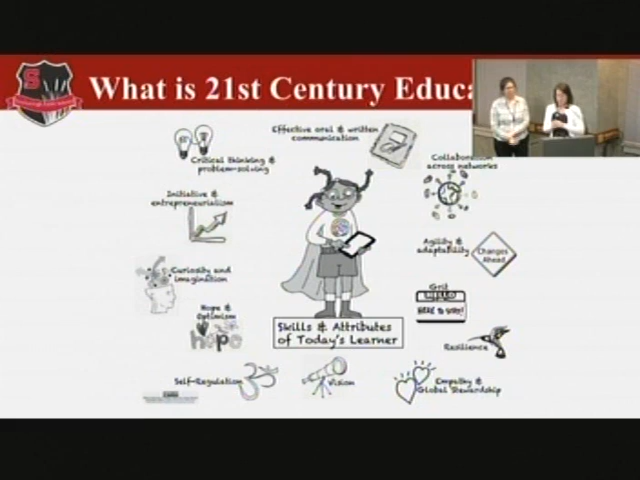 What is 21st Century Educa
S
Effective oral & written
communication
Critical thinking &
problem-solving
Collaboration
across networks
Initiative &
entrepreneurialism
Agility &
adaptability
Changes
Ahead
Curiosity and
imagination
Grit
HELLO
HERE TO STAY!
Hope &
Optimism
hope
Resilience
Skills & Attributes
of Today's Learner
Self-Regulation
Vision
Empathy &
Global Stewardship